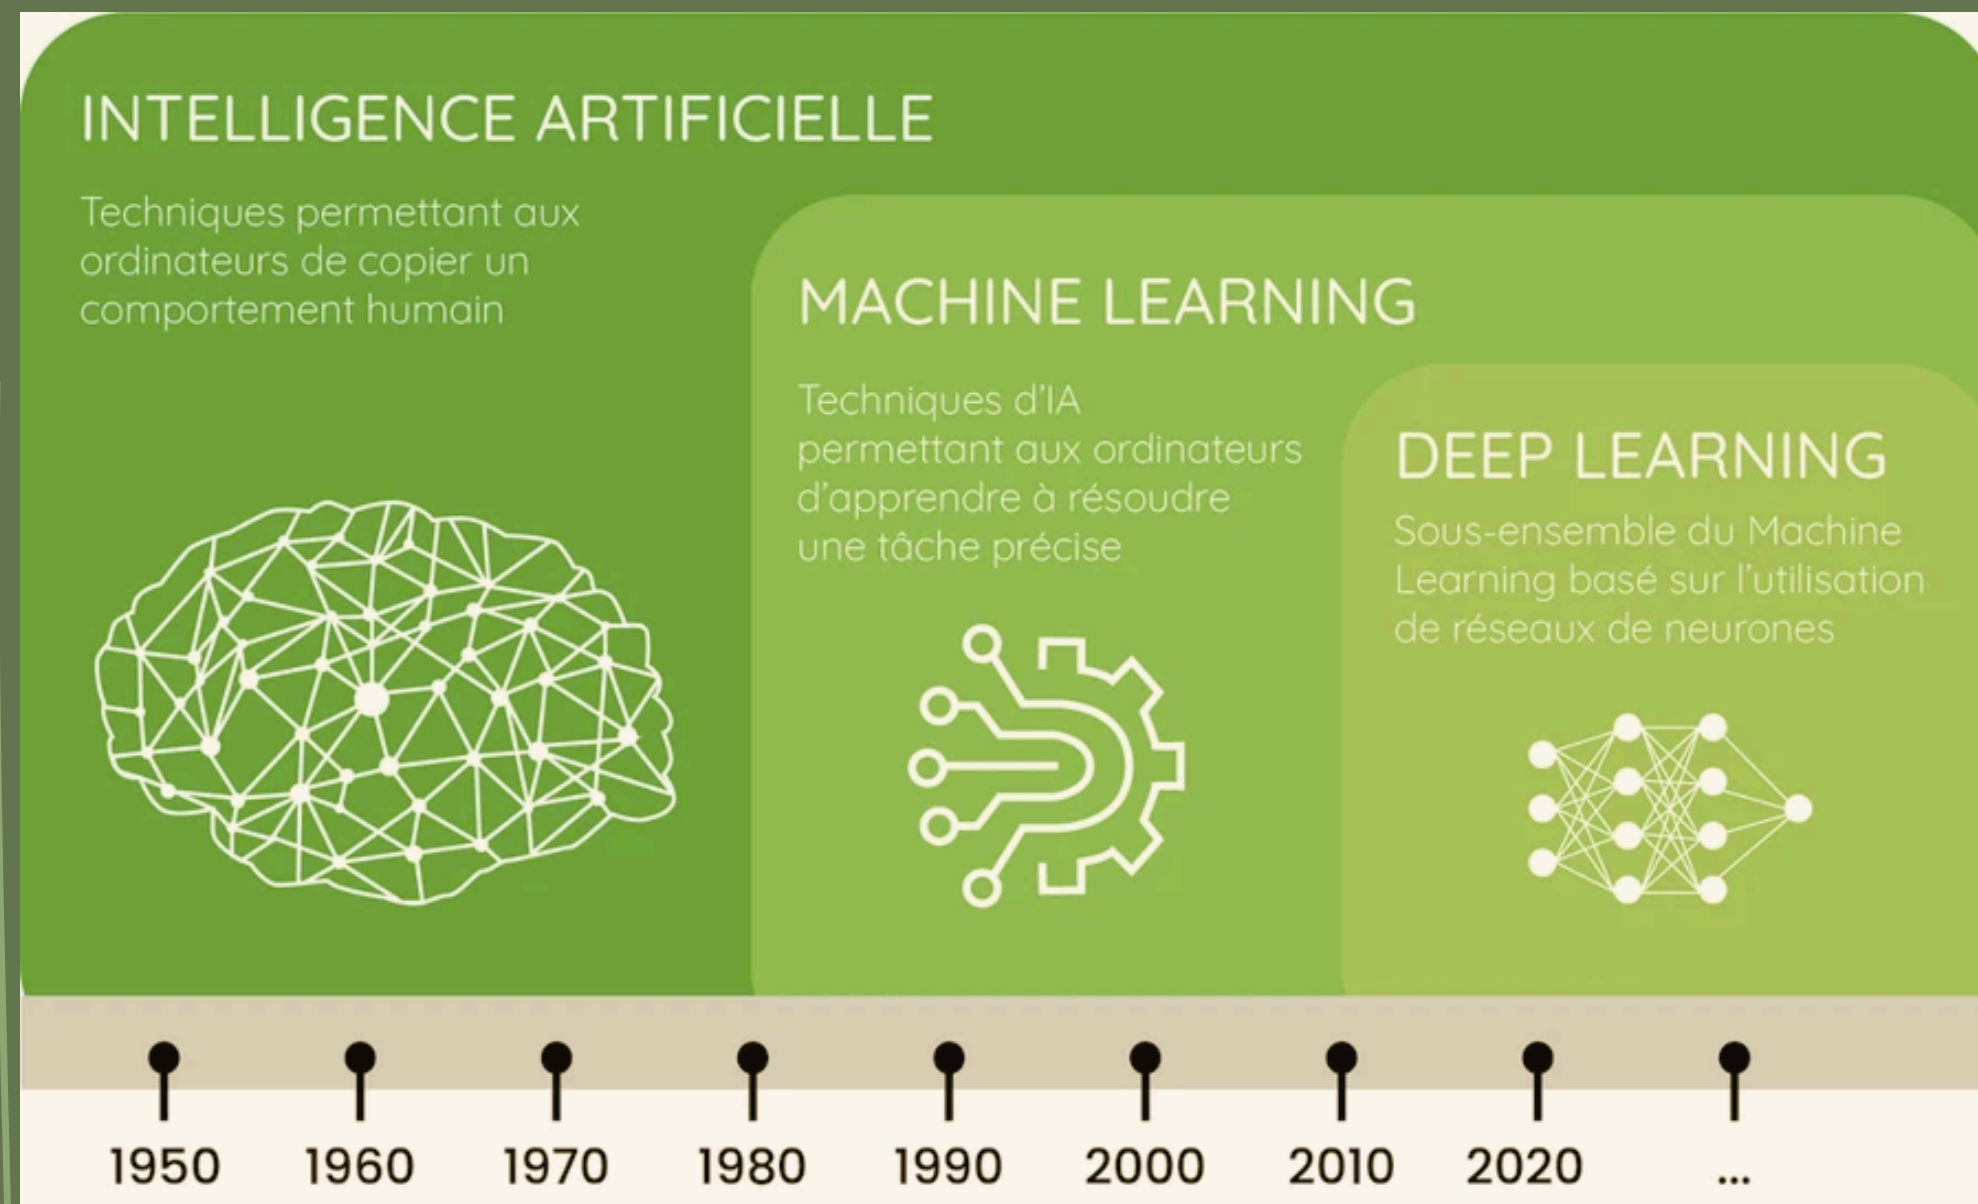 INTELLIGENCE ARTIFICIELLE
Techniques permettant aux
ordinateurs de copier un
comportement humain
MACHINE LEARNING
Techniques d'IA
permettant aux ordinateurs
d'apprendre à résoudre
une tâche précise
DEEP LEARNING
Sous-ensemble du Machine
Learning basé sur l'utilisation
de réseaux de neurones
1950 1960 1970 1980 1990 2000 2010 2020 ...